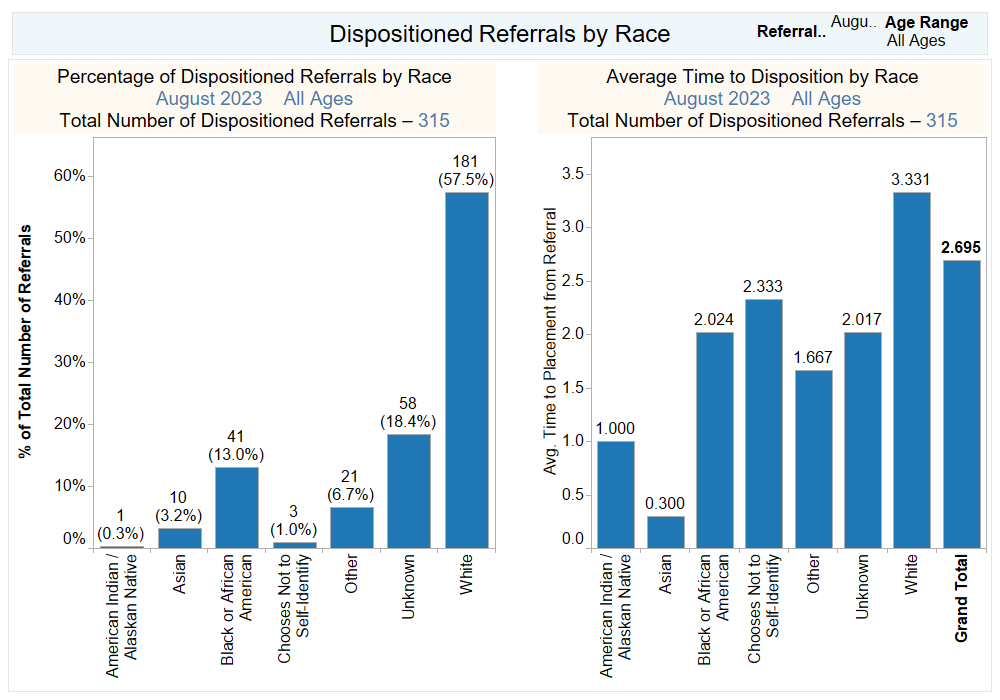 Dispositioned Referrals by Race
Referral..
Augu..
Age Range
All Ages
Percentage of Dispositioned Referrals by Race
August 2023 All Ages
Total Number of Dispositioned Referrals – 315
% of Total Number of Referrals
60%
50%
40%
30%
20%
10%
0%
1
(0.3%)
10
(3.2%)
41
(13.0%)
3
(1.0%)
21
(6.7%)
58
(18.4%)
181
(57.5%)
American Indian /
Alaskan Native
Asian
Black or African
American
Chooses Not to
Self-Identify
Other
Unknown
White
Average Time to Disposition by Race
August 2023 All Ages
Total Number of Dispositioned Referrals – 315
Avg. Time to Placement from Referral
3.5
3.0
2.5
2.0
1.5
1.0
0.5
0.0
1.000
0.300
2.024
2.333
1.667
2.017
3.331
2.695
American Indian /
Alaskan Native
Asian
Black or African
American
Chooses Not to
Self-Identify
Other
Unknown
White
Grand Total